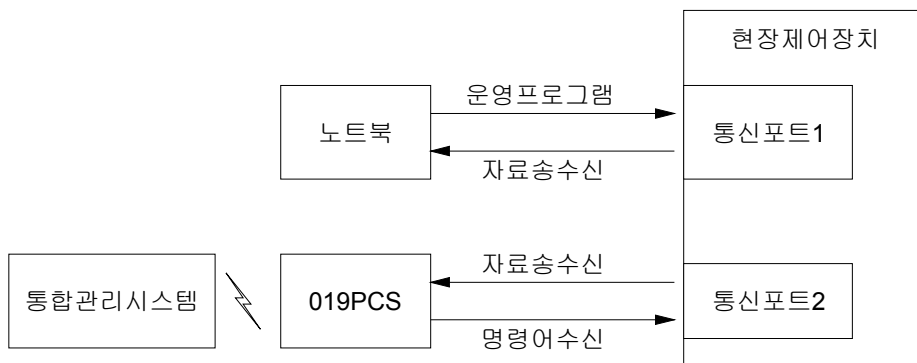 현장제어장치
운영프로그램
노트북
통신포트1
자료송수신
자료송수신
통합관리시스템
019PCS
통신포트2
명령어수신